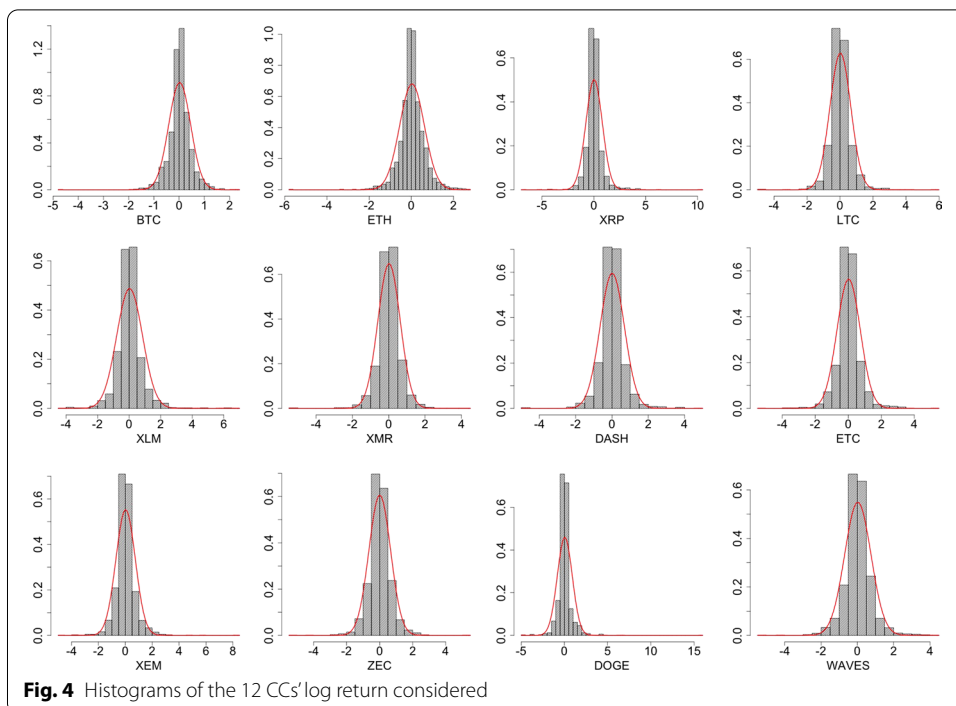 0.0 0.4 0.8 1.2
-5 -4 -3 -2 -1 0 1 2
BTC
0.0 0.2 0.4 0.6 0.8 1.0
-6 -4 -2 0 2
ETH
0.0 0.2 0.4 0.6
-5 0 5 10
XRP
0.0 0.2 0.4 0.6
-4 -2 0 2 4 6
LTC
0.0 0.2 0.4 0.6
-4 -2 0 2 4 6
XLM
0.0 0.2 0.4 0.6
-4 -2 0 2 4
XMR
0.0 0.2 0.4 0.6
-4 -2 0 2 4
DASH
0.0 0.2 0.4 0.6
-4 -2 0 2 4
ETC
0.0 0.2 0.4 0.6
-4 -2 0 2 4 6 8
XEM
0.0 0.2 0.4 0.6
-4 -2 0 2 4
ZEC
0.0 0.2 0.4 0.6
-5 0 5 10 15
DOGE
0.0 0.2 0.4 0.6
-4 -2 0 2 4
WAVES
Fig. 4 Histograms of the 12 CCs' log return considered